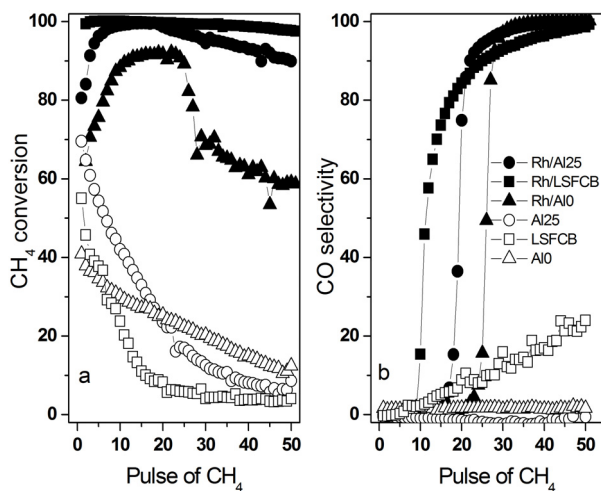 100
80
60
40
20
0
CH4 conversion
a
0 10 20 30 40 50
Pulse of CH4
100
80
60
40
20
0
CO selectivity
Rh/Al25
Rh/LSFCB
Rh/Al0
Al25
LSFCB
Al0
b
0 10 20 30 40 50
Pulse of CH4